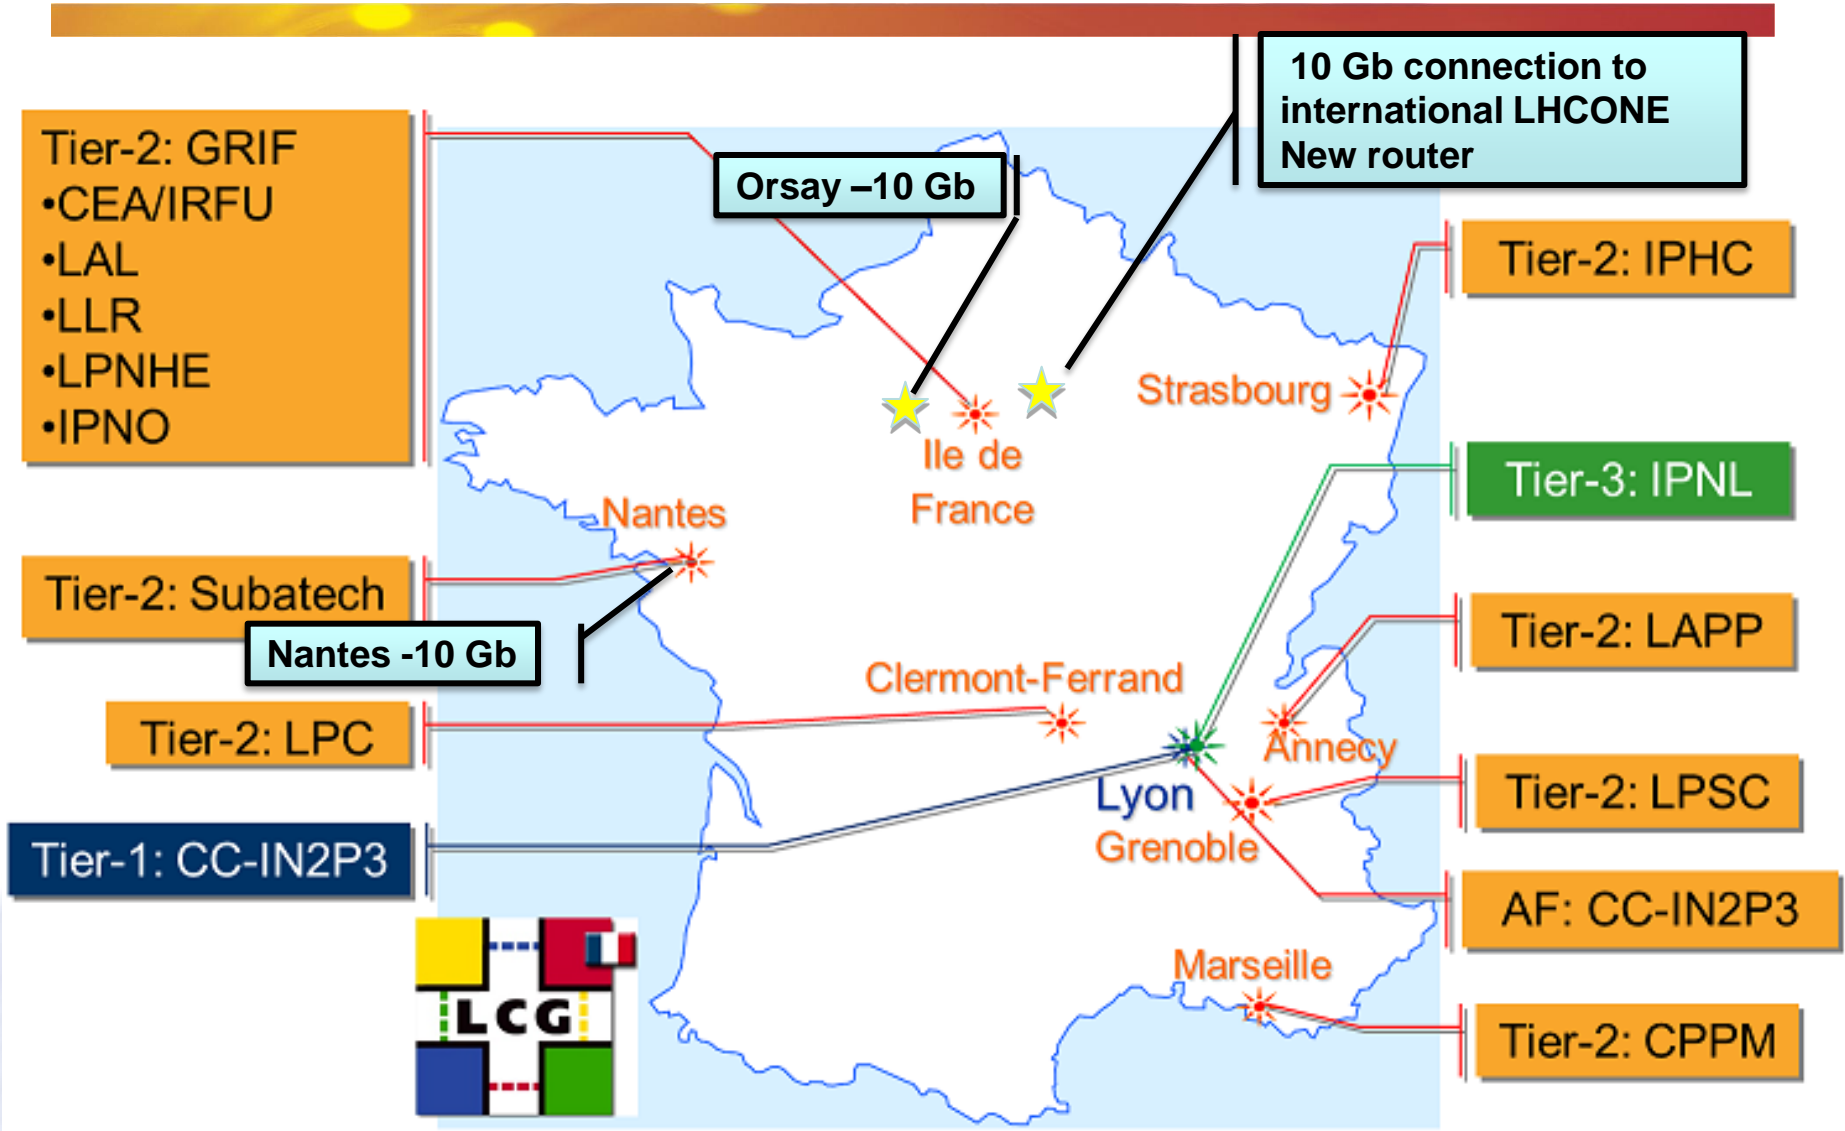 10 Gb connection to
international LHCONE
New router
Tier-2: GRIF
•CEA/IRFU
•LAL
•LLR
•LPNHE
•IPNO
Orsay –10 Gb
Tier-2: IPHC
Strasbourg
Ile de
France
Tier-3: IPNL
Nantes
Tier-2: Subatech
Nantes -10 Gb
Tier-2: LAPP
Clermont-Ferrand
Tier-2: LPC
Annecy
Lyon
Tier-2: LPSC
Grenoble
Tier-1: CC-IN2P3
AF: CC-IN2P3
Marseille
LCG
Tier-2: CPPM